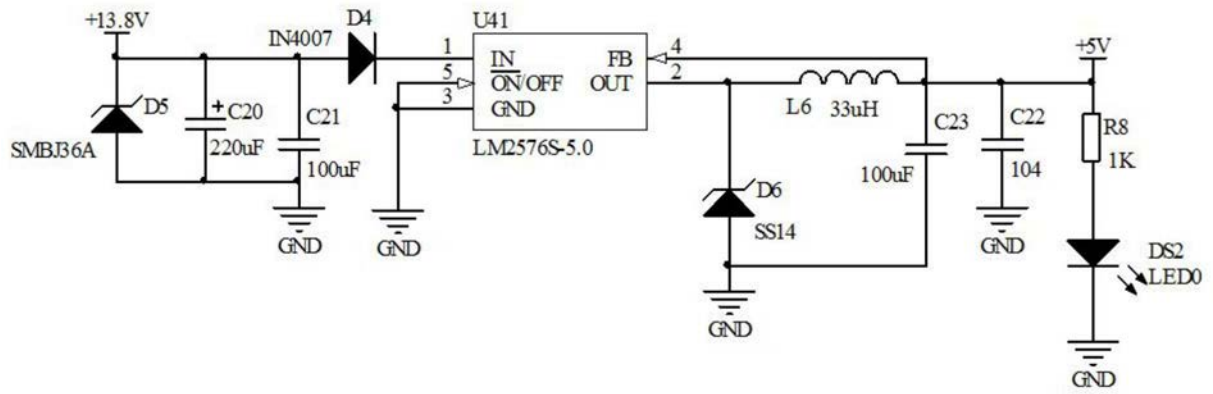 +13.8V
D4
U41
IN4007
1
IN
FB
4
+5V
5
ON/OFF
OUT
2
3
GND
D5
C20
C21
SMBJ36A
220uF
100uF
LM2576S-5.0
L6
33uH
C23
C22
R8
1K
100uF
104
D6
SS14
GND
GND
GND
GND
DS2
LED0
GND